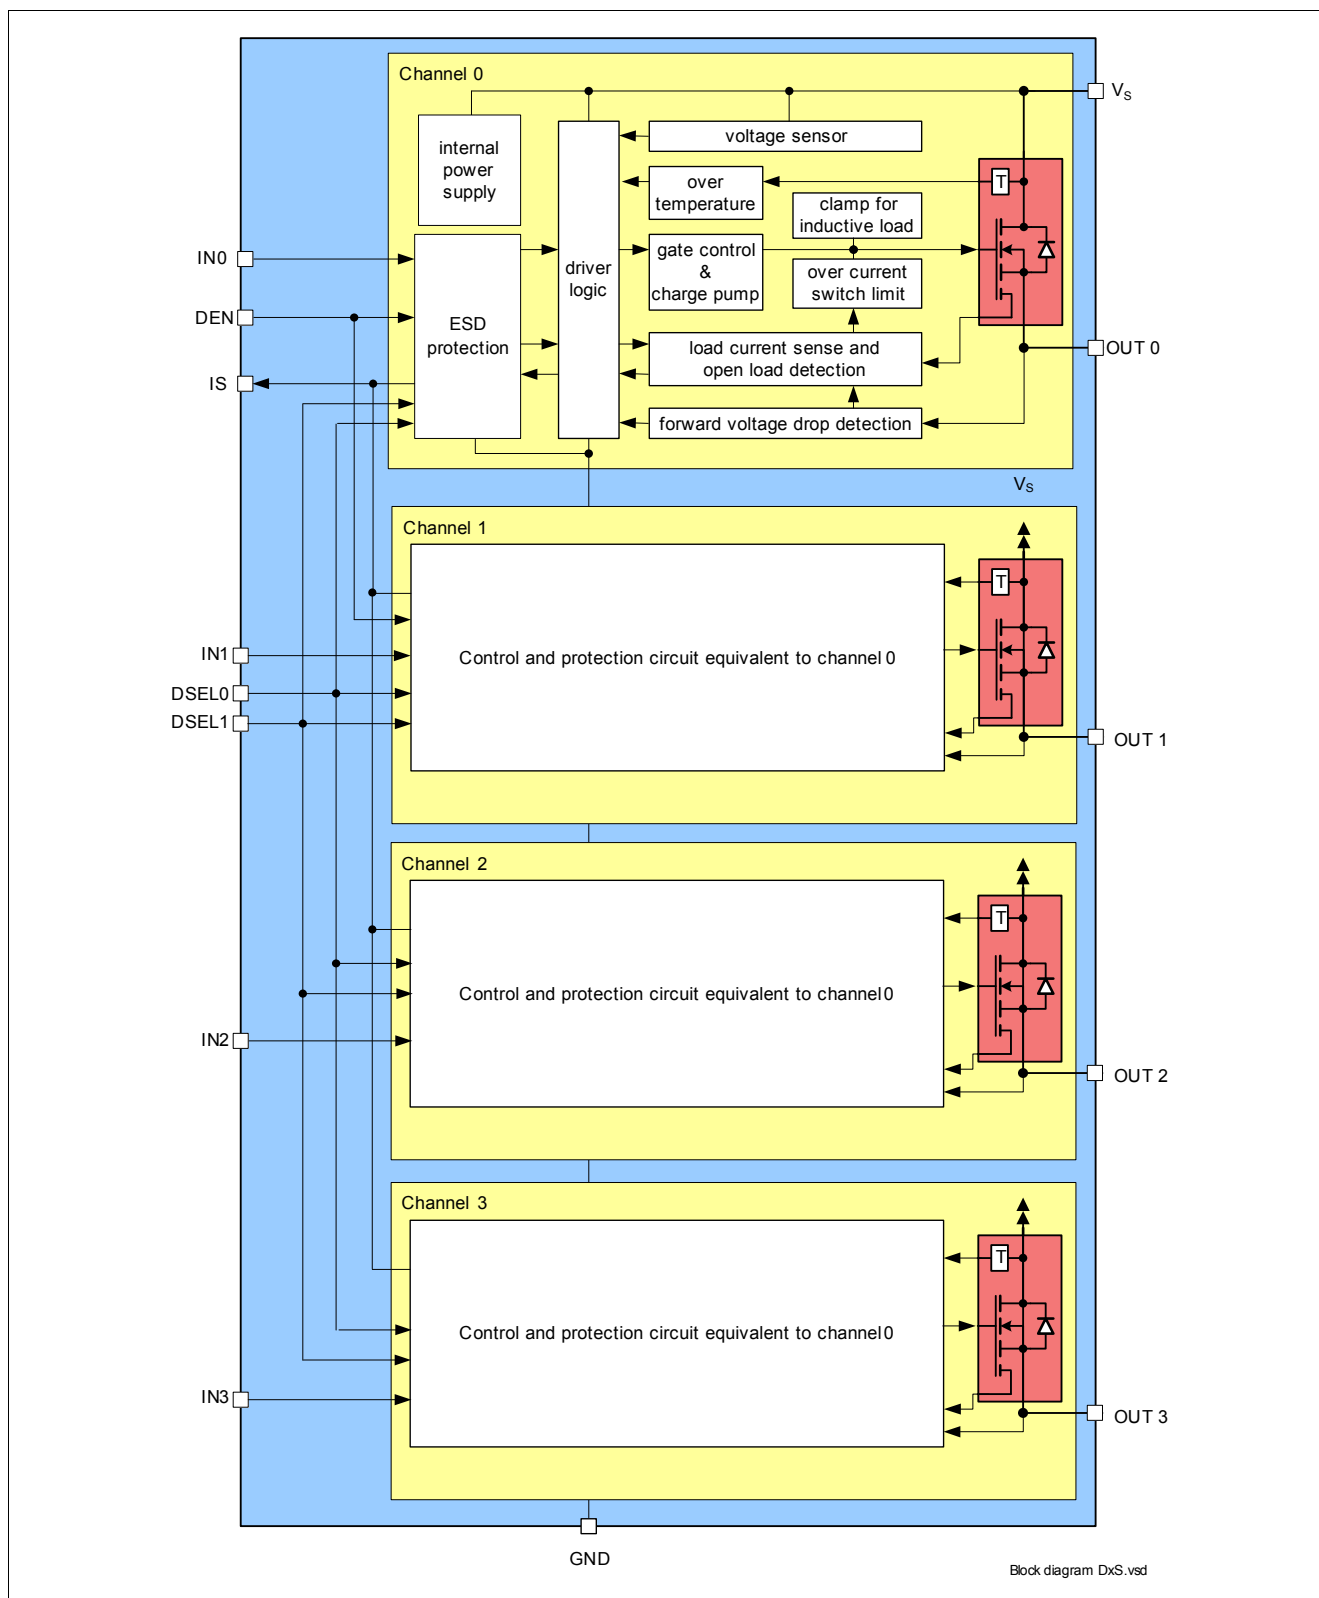 Channel 0
VS
internal
power
supply
voltage sensor
over
temperature
T
clamp for
inductive load
IN0
driver
logic
gate control
&
charge pump
over current
switch limit
DEN
ESD
protection
load current sense and
open load detection
OUT 0
IS
forward voltage drop detection
VS
Channel 1
T
IN1
Control and protection circuit equivalent to channel 0
DSEL0
DSEL1
OUT 1
Channel 2
T
Control and protection circuit equivalent to channel 0
IN2
OUT 2
Channel 3
T
Control and protection circuit equivalent to channel 0
IN3
OUT 3
GND
Block diagram DxS.vsd